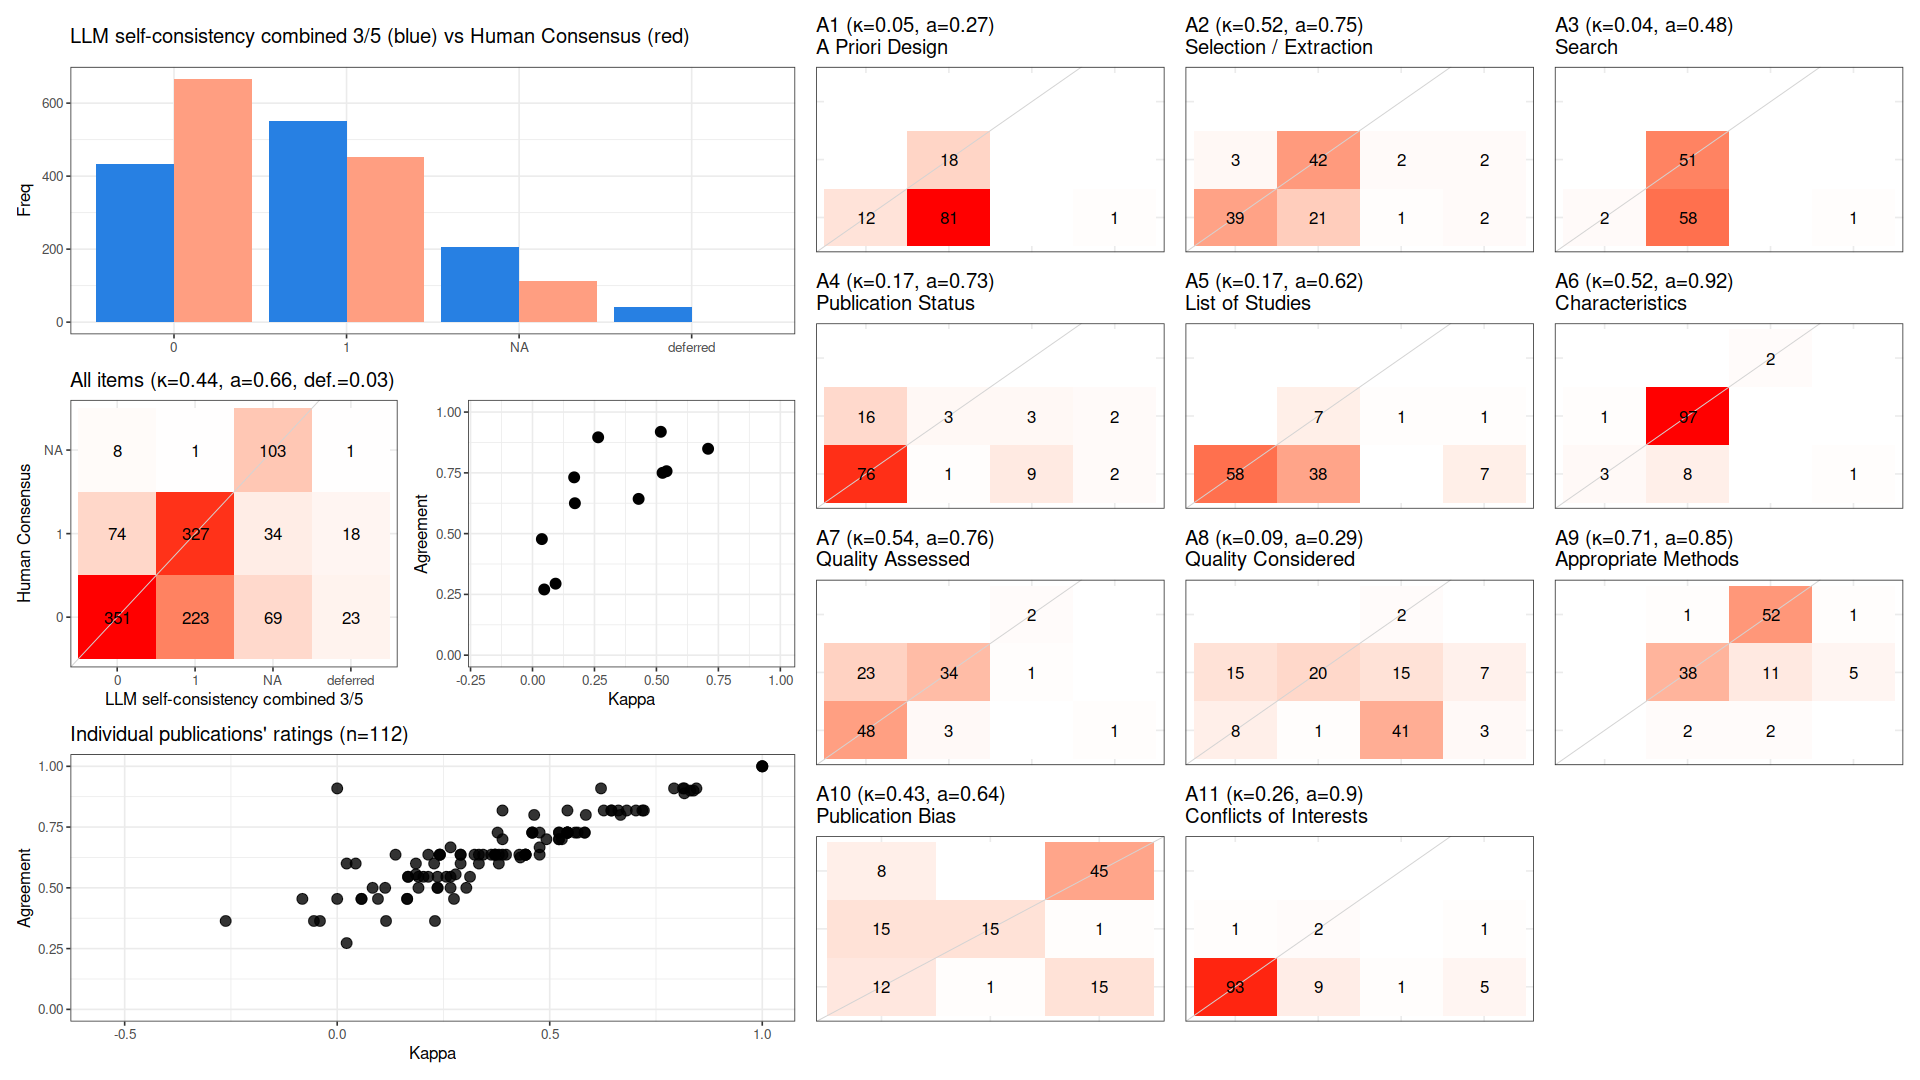 LLM self-consistency combined 3/5 (blue) vs Human Consensus (red)
Freq
600
400
200
0
0 1 NA deferred
All items (κ=0.44, a=0.66, def.=0.03)
Human Consensus
NA 8 1 103 1
1 74 327 34 18
0 351 223 69 23
0 1 NA deferred
LLM self-consistency combined 3/5
Agreement
1.00
0.75
0.50
0.25
0.00
-0.25 0.00 0.25 0.50 0.75 1.00
Kappa
Individual publications' ratings (n=112)
Agreement
1.00
0.75
0.50
0.25
0.00
-0.5 0.0 0.5 1.0
Kappa
A1 (κ=0.05, a=0.27)
A Priori Design
18
12 81 1
A2 (κ=0.52, a=0.75)
Selection / Extraction
3 42 2 2
39 21 1 2
A3 (κ=0.04, a=0.48)
Search
51
2 58 1
A4 (κ=0.17, a=0.73)
Publication Status
16 3 3 2
76 1 9 2
A5 (κ=0.17, a=0.62)
List of Studies
7 1 1
58 38 7
A6 (κ=0.52, a=0.92)
Characteristics
2
1 97
3 8 1
A7 (κ=0.54, a=0.76)
Quality Assessed
2
23 34 1
48 3 1
A8 (κ=0.09, a=0.29)
Quality Considered
2
15 20 15 7
8 1 41 3
A9 (κ=0.71, a=0.85)
Appropriate Methods
1 52 1
38 11 5
2 2
A10 (κ=0.43, a=0.64)
Publication Bias
8 45
15 15 1
12 1 15
A11 (κ=0.26, a=0.9)
Conflicts of Interests
1 2 1
93 9 1 5